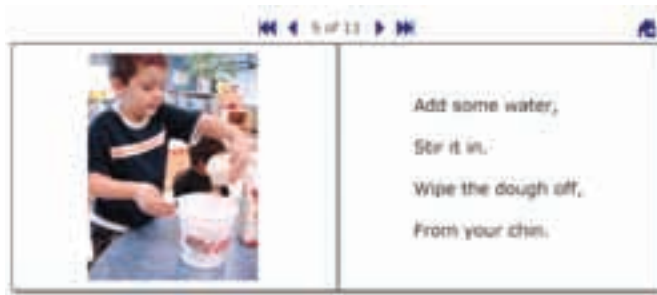 5 of 11
Add some water,
Stir it in.
Wipe the dough off,
From your chin.